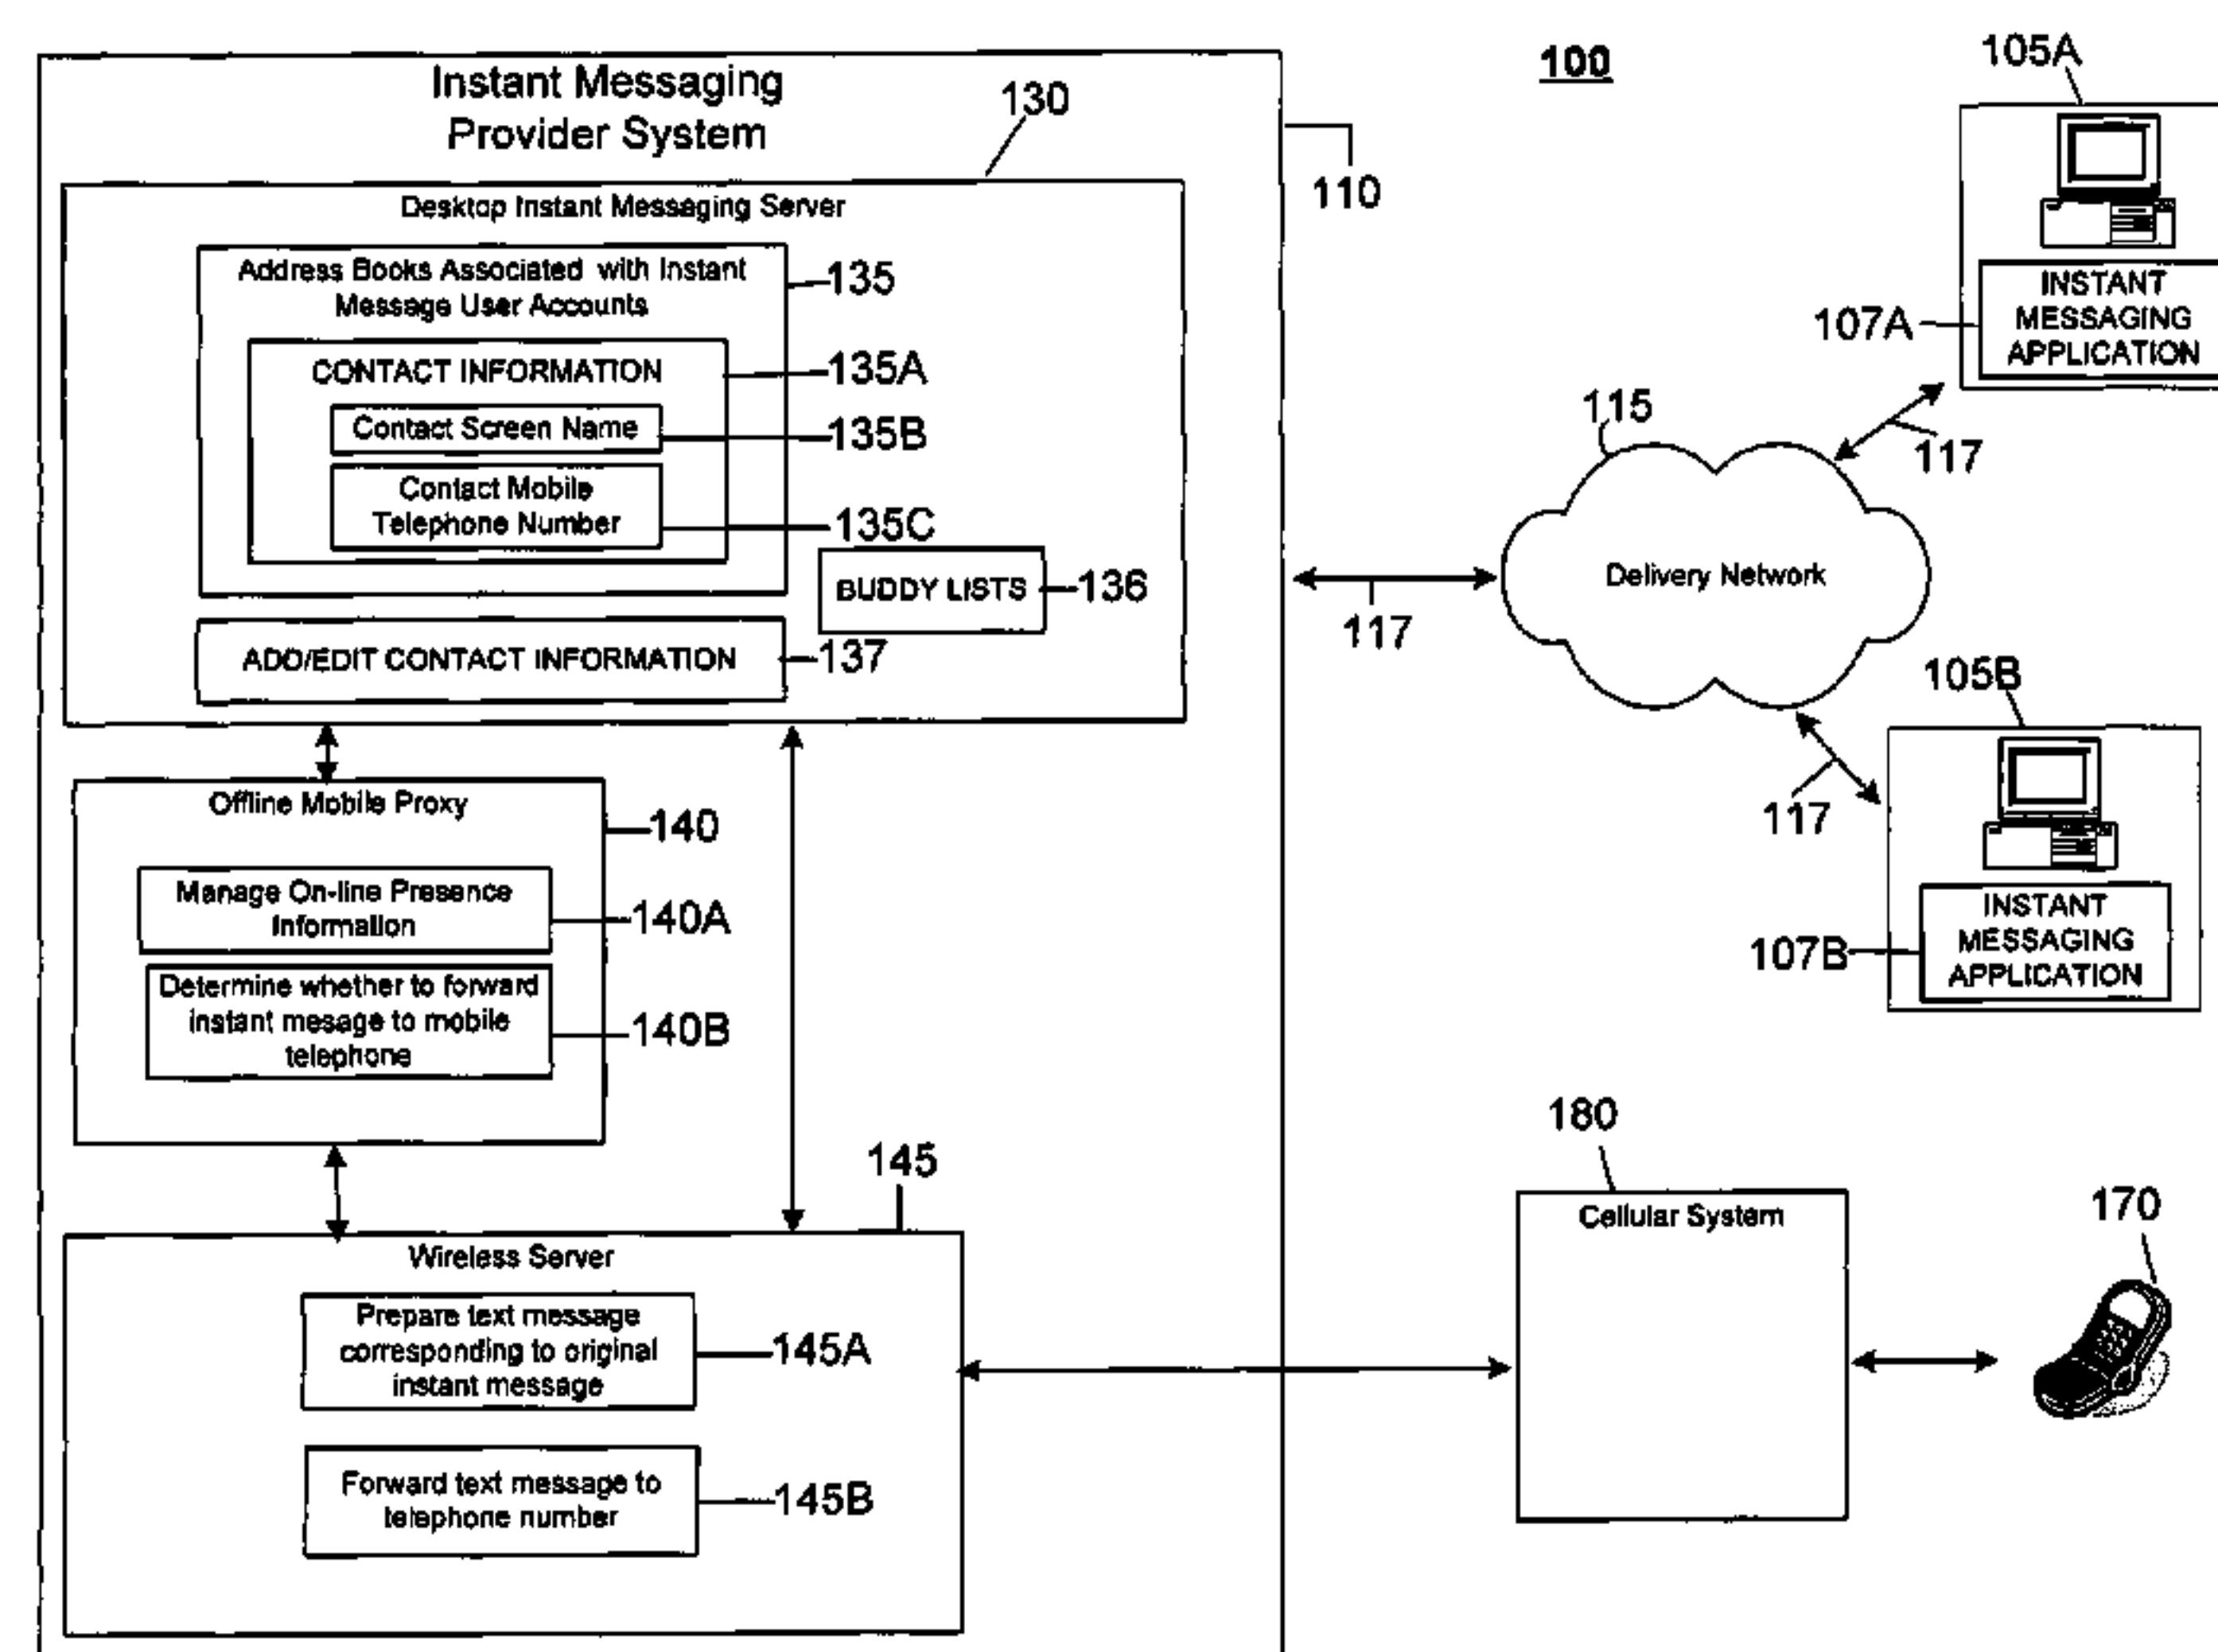 Instant Messaging
Provider System
130
100
105A
110
Desktop Instant Messaging Server
Address Books Associated with Instant
Message User Accounts
135
CONTACT INFORMATION
135A
Contact Screen Name
135B
Contact Mobile
Telephone Number
135C
BUDDY LISTS
136
ADD/EDIT CONTACT INFORMATION
137
INSTANT
MESSAGING
APPLICATION
107A
115
117
Delivery Network
117
105B
117
INSTANT
MESSAGING
APPLICATION
107B
Offline Mobile Proxy
140
Manage On-line Presence
Information
140A
Determine whether to forward
instant mesage to mobile
telephone
140B
145
Wireless Server
Prepare text message
corresponding to original
instant message
145A
Forward text message to
telephone number
145B
180
Cellular System
170